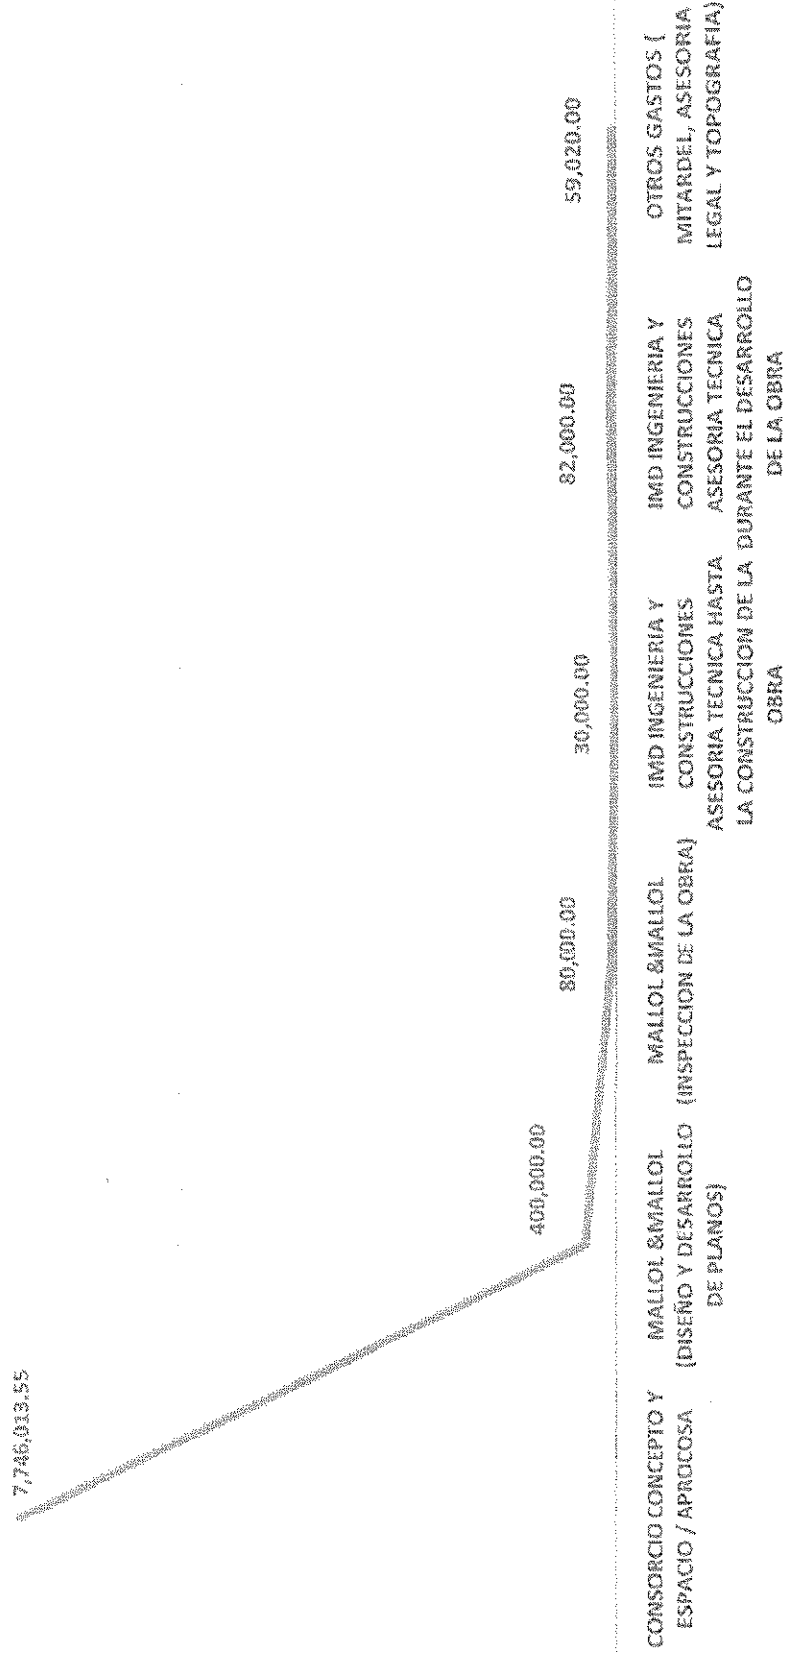 7,746,013.55
400,000.00
80,000.00
30,000.00
82,000.00
59,020.00
CONSORCIO CONCEPTO Y
ESPACIO / APROCOSA
MALLOL &MALLOL
(DISEÑO Y DESARROLLO
DE PLANOS)
MALLOL &MALLOL
(INSPECCION DE LA OBRA)
IMD INGENIERIA Y
CONSTRUCCIONES
ASESORIA TECNICA HASTA
LA CONSTRUCCION DE LA
OBRA
IMD INGENIERIA Y
CONSTRUCCIONES
ASESORIA TECNICA
DURANTE EL DESARROLLO
DE LA OBRA
OTROS GASTOS (
MITARDEL, ASESORIA
LEGAL Y TOPOGRAFIA)